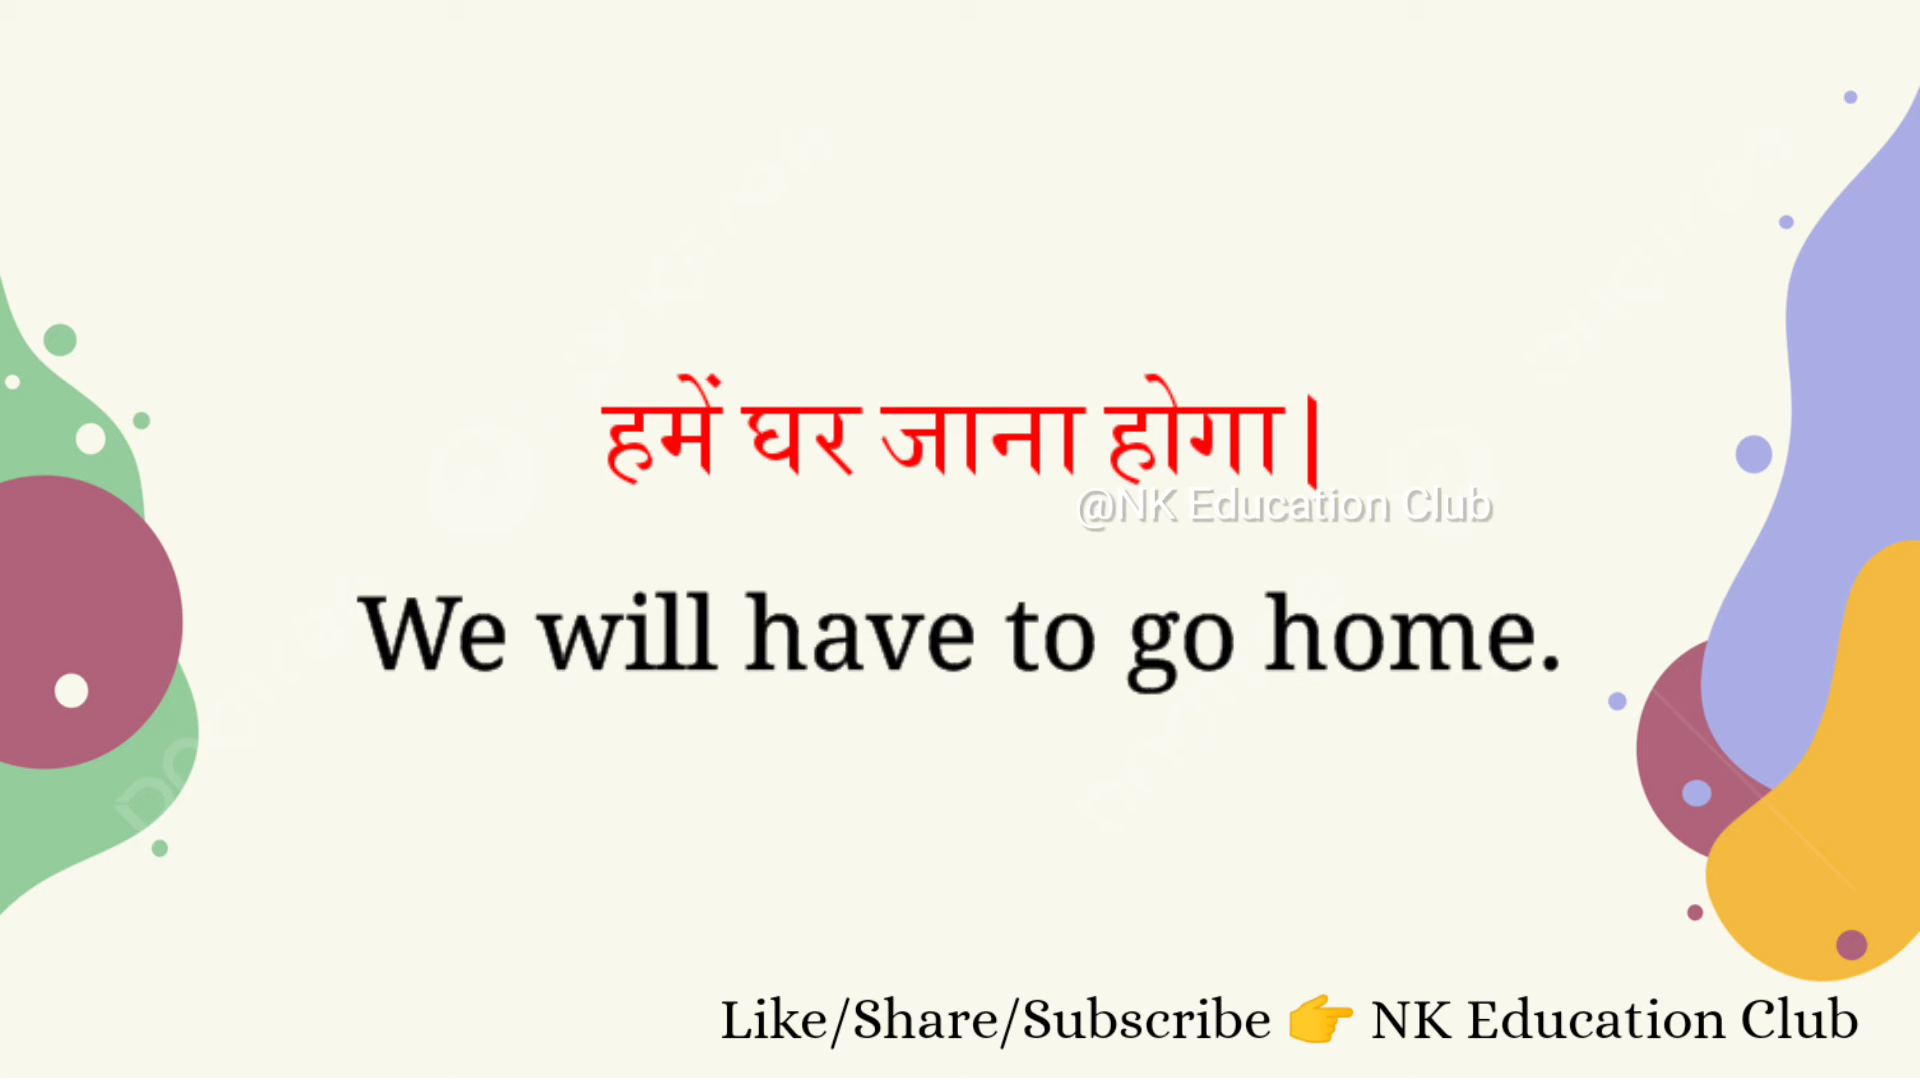 हमें घर जाना होगा|
@NK Education Club
We will have to go home.
Like/Share/Subscribe 👉 NK Education Club